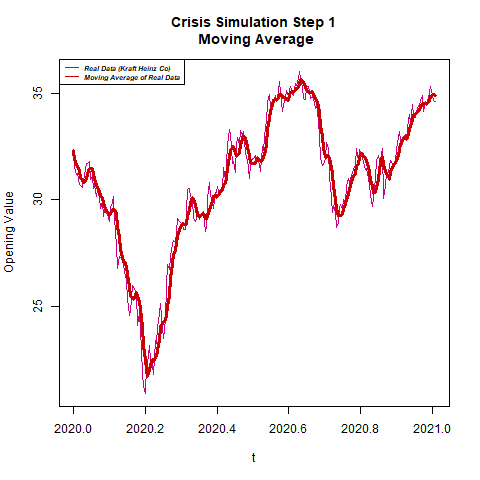 Crisis Simulation Step 1
Moving Average
Real Data (Kraft Heinz Co)
Moving Average of Real Data
Opening Value
35
30
25
2020.0 2020.2 2020.4 2020.6 2020.8 2021.0
t